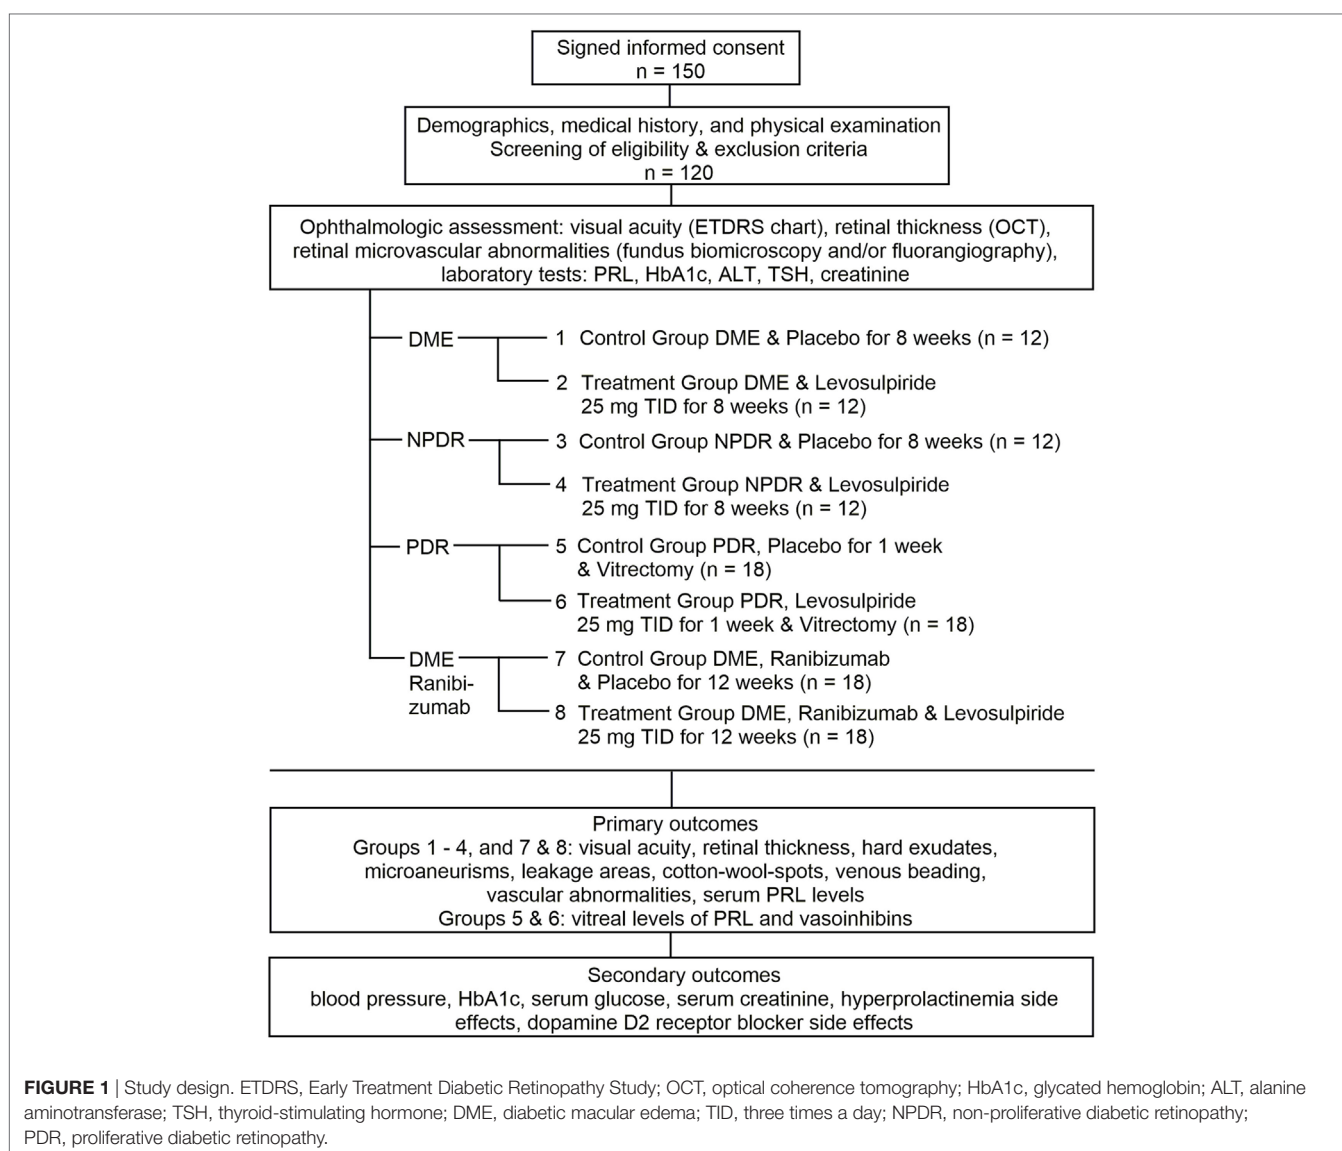 Signed informed consent
n = 150
Demographics, medical history, and physical examination
Screening of eligibility & exclusion criteria
n = 120
Ophthalmologic assessment: visual acuity (ETDRS chart), retinal thickness (OCT),
retinal microvascular abnormalities (fundus biomicroscopy and/or fluorangiography),
laboratory tests: PRL, HbA1c, ALT, TSH, creatinine
DME
1 Control Group DME & Placebo for 8 weeks (n = 12)
2 Treatment Group DME & Levosulpiride
25 mg TID for 8 weeks (n = 12)
NPDR
3 Control Group NPDR & Placebo for 8 weeks (n = 12)
4 Treatment Group NPDR & Levosulpiride
25 mg TID for 8 weeks (n = 12)
PDR
5 Control Group PDR, Placebo for 1 week
& Vitrectomy (n = 18)
6 Treatment Group PDR, Levosulpiride
25 mg TID for 1 week & Vitrectomy (n = 18)
DME
Ranibi-
zumab
7 Control Group DME, Ranibizumab
& Placebo for 12 weeks (n = 18)
8 Treatment Group DME, Ranibizumab & Levosulpiride
25 mg TID for 12 weeks (n = 18)
Primary outcomes
Groups 1 - 4, and 7 & 8: visual acuity, retinal thickness, hard exudates,
microaneurisms, leakage areas, cotton-wool-spots, venous beading,
vascular abnormalities, serum PRL levels
Groups 5 & 6: vitreal levels of PRL and vasoinhibins
Secondary outcomes
blood pressure, HbA1c, serum glucose, serum creatinine, hyperprolactinemia side
effects, dopamine D2 receptor blocker side effects
FIGURE 1 | Study design. ETDRS, Early Treatment Diabetic Retinopathy Study; OCT, optical coherence tomography; HbA1c, glycated hemoglobin; ALT, alanine
aminotransferase; TSH, thyroid-stimulating hormone; DME, diabetic macular edema; TID, three times a day; NPDR, non-proliferative diabetic retinopathy;
PDR, proliferative diabetic retinopathy.